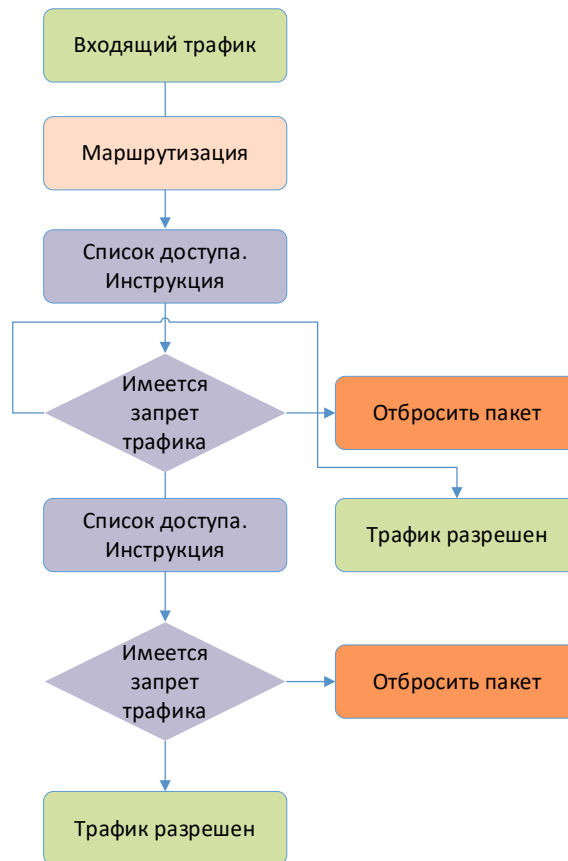 Входящий трафик
Маршрутизация
Список доступа.
Инструкция
Имеется
запрет
трафика
Отбросить пакет
Список доступа.
Инструкция
Трафик разрешен
Имеется
запрет
трафика
Отбросить пакет
Трафик разрешен